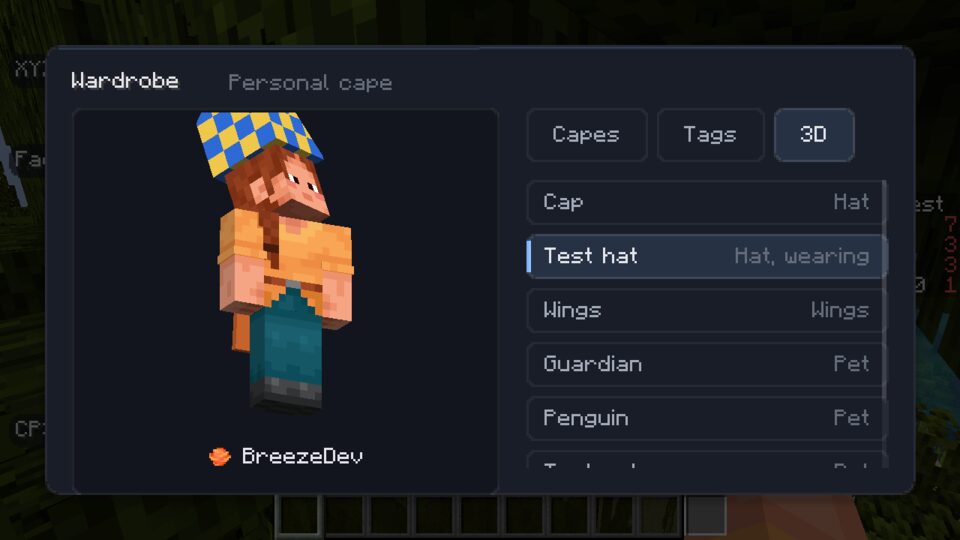 Wardrobe
Personal cape
Capes
Tags
3D
Cap
Hat
Test hat
Hat, wearing
Wings
Wings
Guardian
Pet
Penguin
Pet
BreezeDev